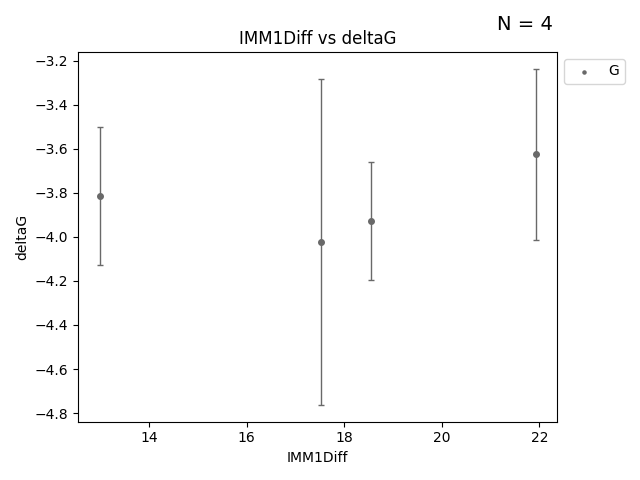 N = 4
IMM1Diff vs deltaG
G
−3.2
−3.4
−3.6
−3.8
−4.0
−4.2
−4.4
−4.6
−4.8
deltaG
14 16 18 20 22
IMM1Diff